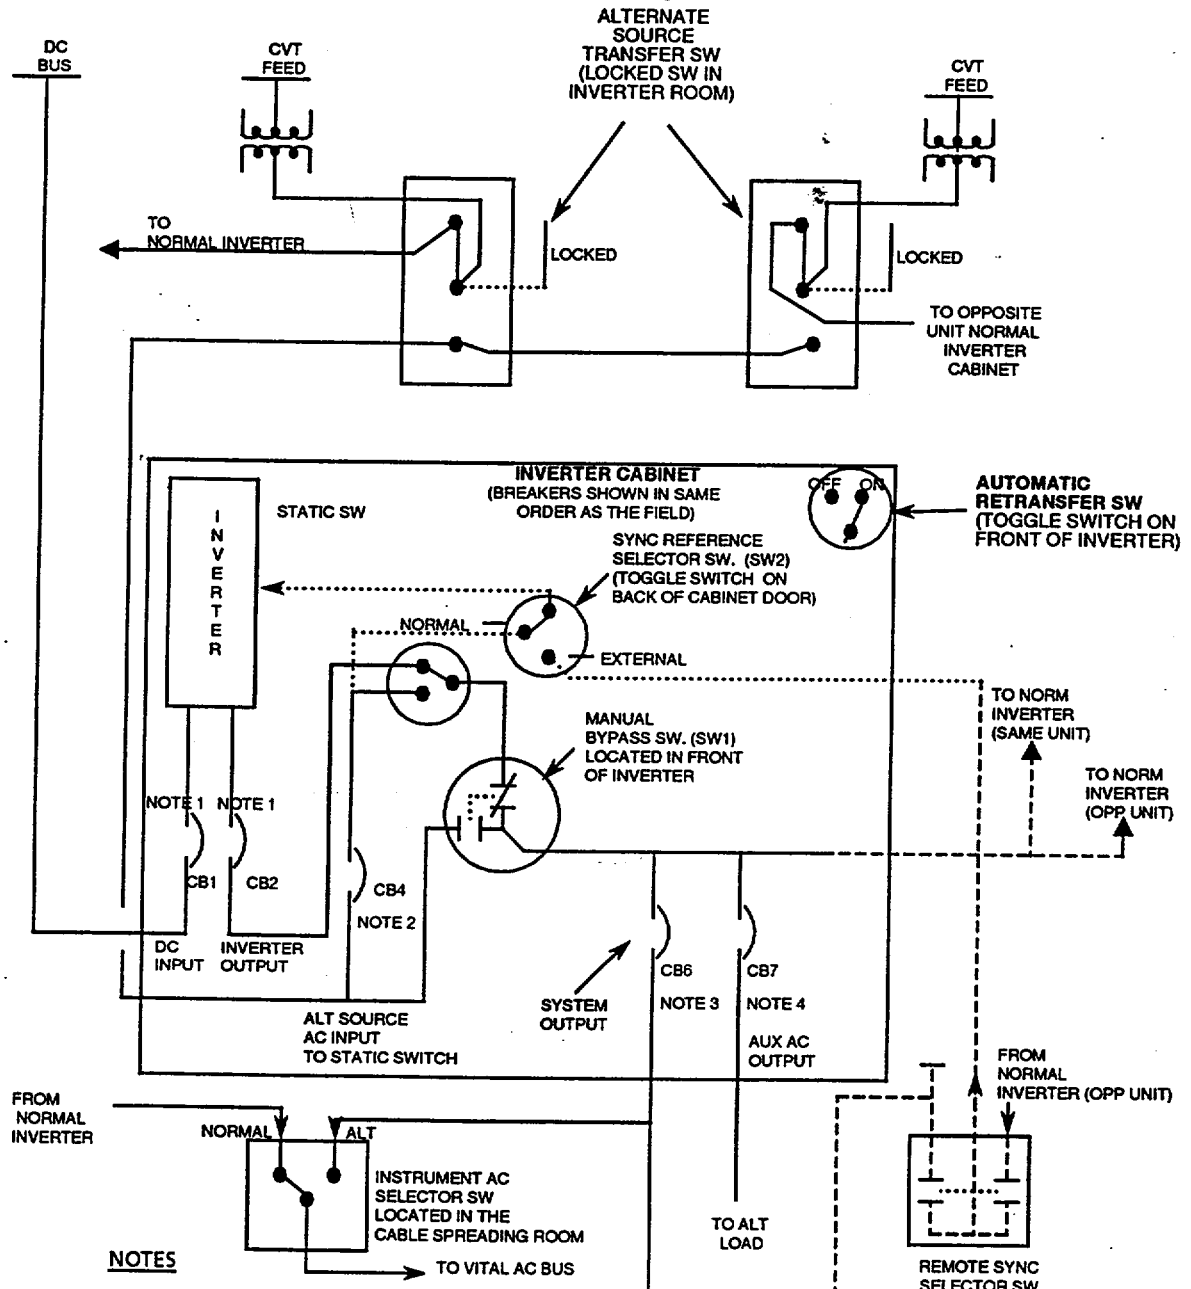 ALTERNATE
SOURCE
TRANSFER SW
(LOCKED SW IN
INVERTER ROOM)
DC
BUS
CVT
FEED
CVT
FEED
TO
NORMAL INVERTER
LOCKED
LOCKED
TO OPPOSITE
UNIT NORMAL
INVERTER
CABINET
INVERTER CABINET
(BREAKERS SHOWN IN SAME
ORDER AS THE FIELD)
OFF ON
AUTOMATIC
RETRANSFER SW
(TOGGLE SWITCH ON
FRONT OF INVERTER)
INVERTER
STATIC SW
SYNC REFERENCE
SELECTOR SW. (SW2)
(TOGGLE SWITCH ON
BACK OF CABINET DOOR)
NORMAL
EXTERNAL
MANUAL
BYPASS SW. (SW1)
LOCATED IN FRONT
OF INVERTER
TO NORM
INVERTER
(SAME UNIT)
TO NORM
INVERTER
(OPP UNIT)
NOTE 1
NOTE 1
CB1
CB2
CB4
NOTE 2
DC
INPUT
INVERTER
OUTPUT
CB6
NOTE 3
CB7
NOTE 4
SYSTEM
OUTPUT
AUX AC
OUTPUT
ALT SOURCE
AC INPUT
TO STATIC SWITCH
FROM
NORMAL
INVERTER
NORMAL
ALT
INSTRUMENT AC
SELECTOR SW
LOCATED IN THE
CABLE SPREADING ROOM
TO VITAL AC BUS
TO ALT
LOAD
FROM
NORMAL
INVERTER (OPP UNIT)
REMOTE SYNC
SELECTOR SW
NOTES